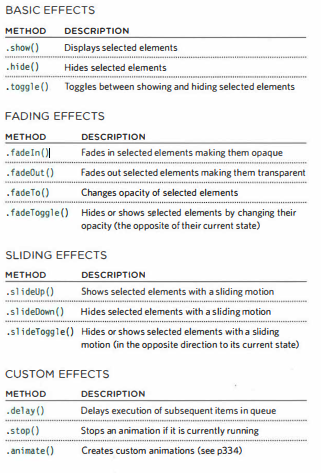 BASIC EFFECTS
METHOD DESCRIPTION
.show() Displays selected elements
.hide() Hides selected elements
.toggle() Toggles between showing and hiding selected elements
FADING EFFECTS
METHOD DESCRIPTION
.fadeIn() Fades in selected elements making them opaque
.fadeOut() Fades out selected elements making them transparent
.fadeTo() Changes opacity of selected elements
.fadeToggle() Hides or shows selected elements by changing their
opacity (the opposite of their current state)
SLIDING EFFECTS
METHOD DESCRIPTION
.slideUp() Shows selected elements with a sliding motion
.slideDown() Hides selected elements with a sliding motion
.slideToggle() Hides or shows selected elements with a sliding
motion (in the opposite direction to its current state)
CUSTOM EFFECTS
METHOD DESCRIPTION
.delay() Delays execution of subsequent items in queue
.stop() Stops an animation if it is currently running
.animate() Creates custom animations (see p334)